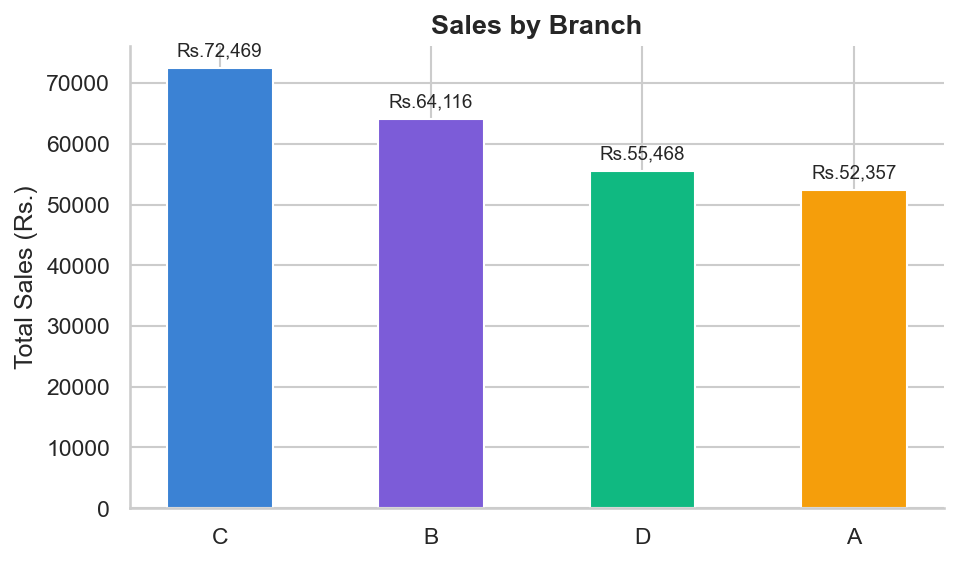 Sales by Branch
Total Sales (Rs.)
70000
60000
50000
40000
30000
20000
10000
0
Rs.72,469
Rs.64,116
Rs.55,468
Rs.52,357
C
B
D
A